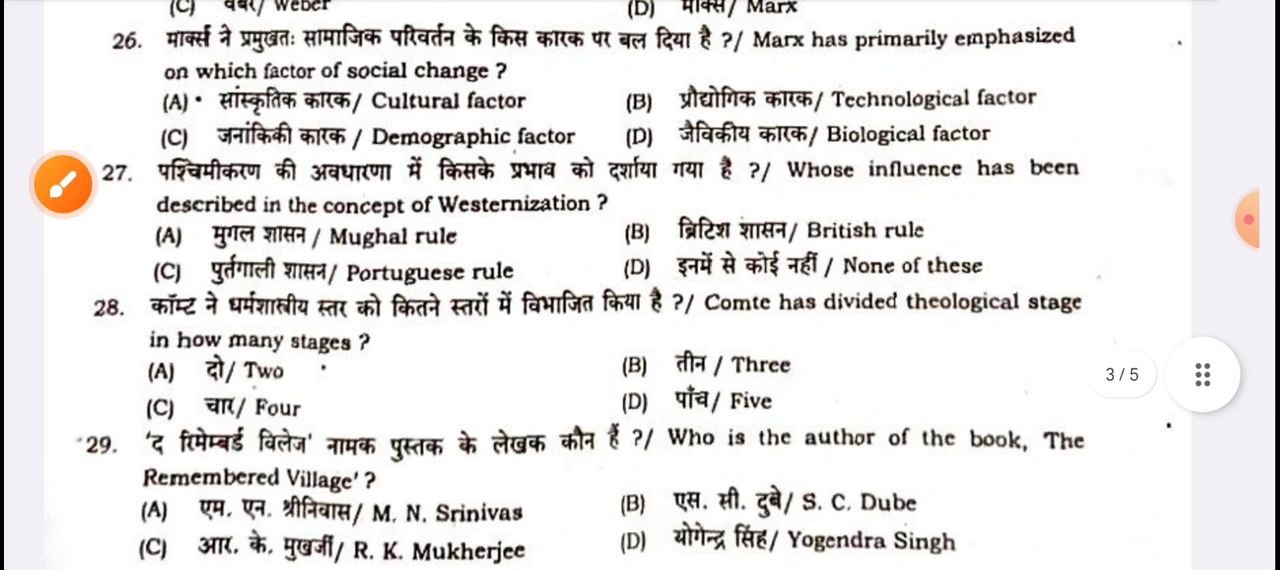 (C) वेबर/ Weber (D) मार्क्स/ Marx
26. मार्क्स ने प्रमुखतः सामाजिक परिवर्तन के किस कारक पर बल दिया है ?/ Marx has primarily emphasized
on which factor of social change ?
(A) सांस्कृतिक कारक/ Cultural factor (B) प्रौद्योगिक कारक/ Technological factor
(C) जनांकिकी कारक / Demographic factor (D) जैविकीय कारक/ Biological factor
27. पश्चिमीकरण की अवधारणा में किसके प्रभाव को दर्शाया गया है ?/ Whose influence has been
described in the concept of Westernization ?
(A) मुगल शासन / Mughal rule (B) ब्रिटिश शासन/ British rule
(C) पुर्तगाली शासन/ Portuguese rule (D) इनमें से कोई नहीं / None of these
28. कॉम्ट ने धर्मशास्त्रीय स्तर को कितने स्तरों में विभाजित किया है ?/ Comte has divided theological stage
in how many stages ?
(A) दो/ Two (B) तीन / Three
3 / 5
(C) चार/ Four (D) पाँच/ Five
29. 'द रिमेम्बर्ड विलेज' नामक पुस्तक के लेखक कौन हैं ?/ Who is the author of the book, The
Remembered Village' ?
(A) एम. एन. श्रीनिवास/ M. N. Srinivas (B) एस. सी. दुबे/ S. C. Dube
(C) आर. के. मुखर्जी/ R. K. Mukherjee (D) योगेन्द्र सिंह/ Yogendra Singh